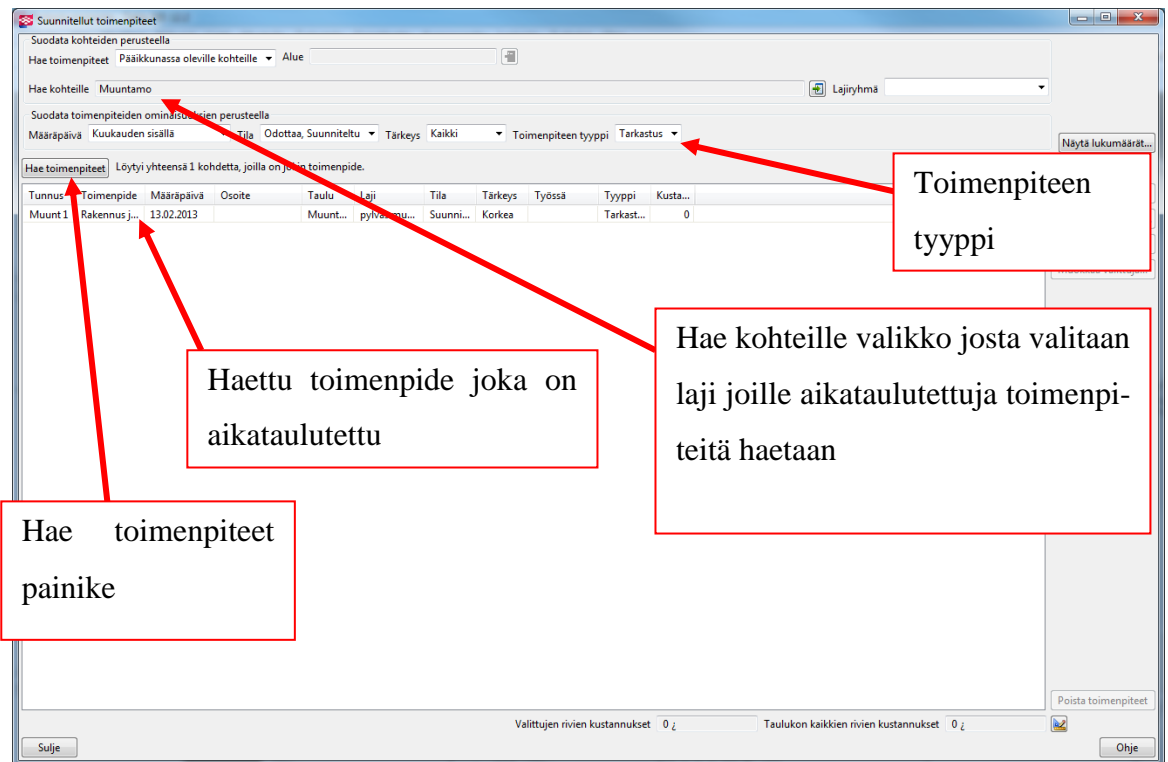 Suunnitellut toimenpiteet
Suodata kohteiden perusteella
Hae toimenpiteet Pääikkunassa oleville kohteille Alue
Hae kohteille Muuntamo Lajiryhmä
Suodata toimenpiteiden ominaisuuksien perusteella
Määräpäivä Kuukauden sisällä Tila Odottaa, Suunniteltu Tärkeys Kaikki Toimenpiteen tyyppi Tarkastus
Näytä lukumäärät...
Hae toimenpiteet Löytyi yhteensä 1 kohdetta, joilla on jokin toimenpide.
Tunnus Toimenpide Määräpäivä Osoite Taulu Laji Tila Tärkeys Työssä Tyyppi Kusta...
Muunt 1 Rakennus j... 13.02.2013 Muunt... Suunni... Korkea Tarkast... 0
Toimenpiteen
tyyppi
Hae kohteille valikko josta valitaan
laji joille aikataulutettuja toimenpi-
teitä haetaan
Haettu toimenpide joka on
aikataulutettu
Hae toimenpiteet
painike
Poista toimenpiteet
Valittujen rivien kustannukset 0 ¿ Taulukon kaikkien rivien kustannukset 0 ¿
Sulje Ohje